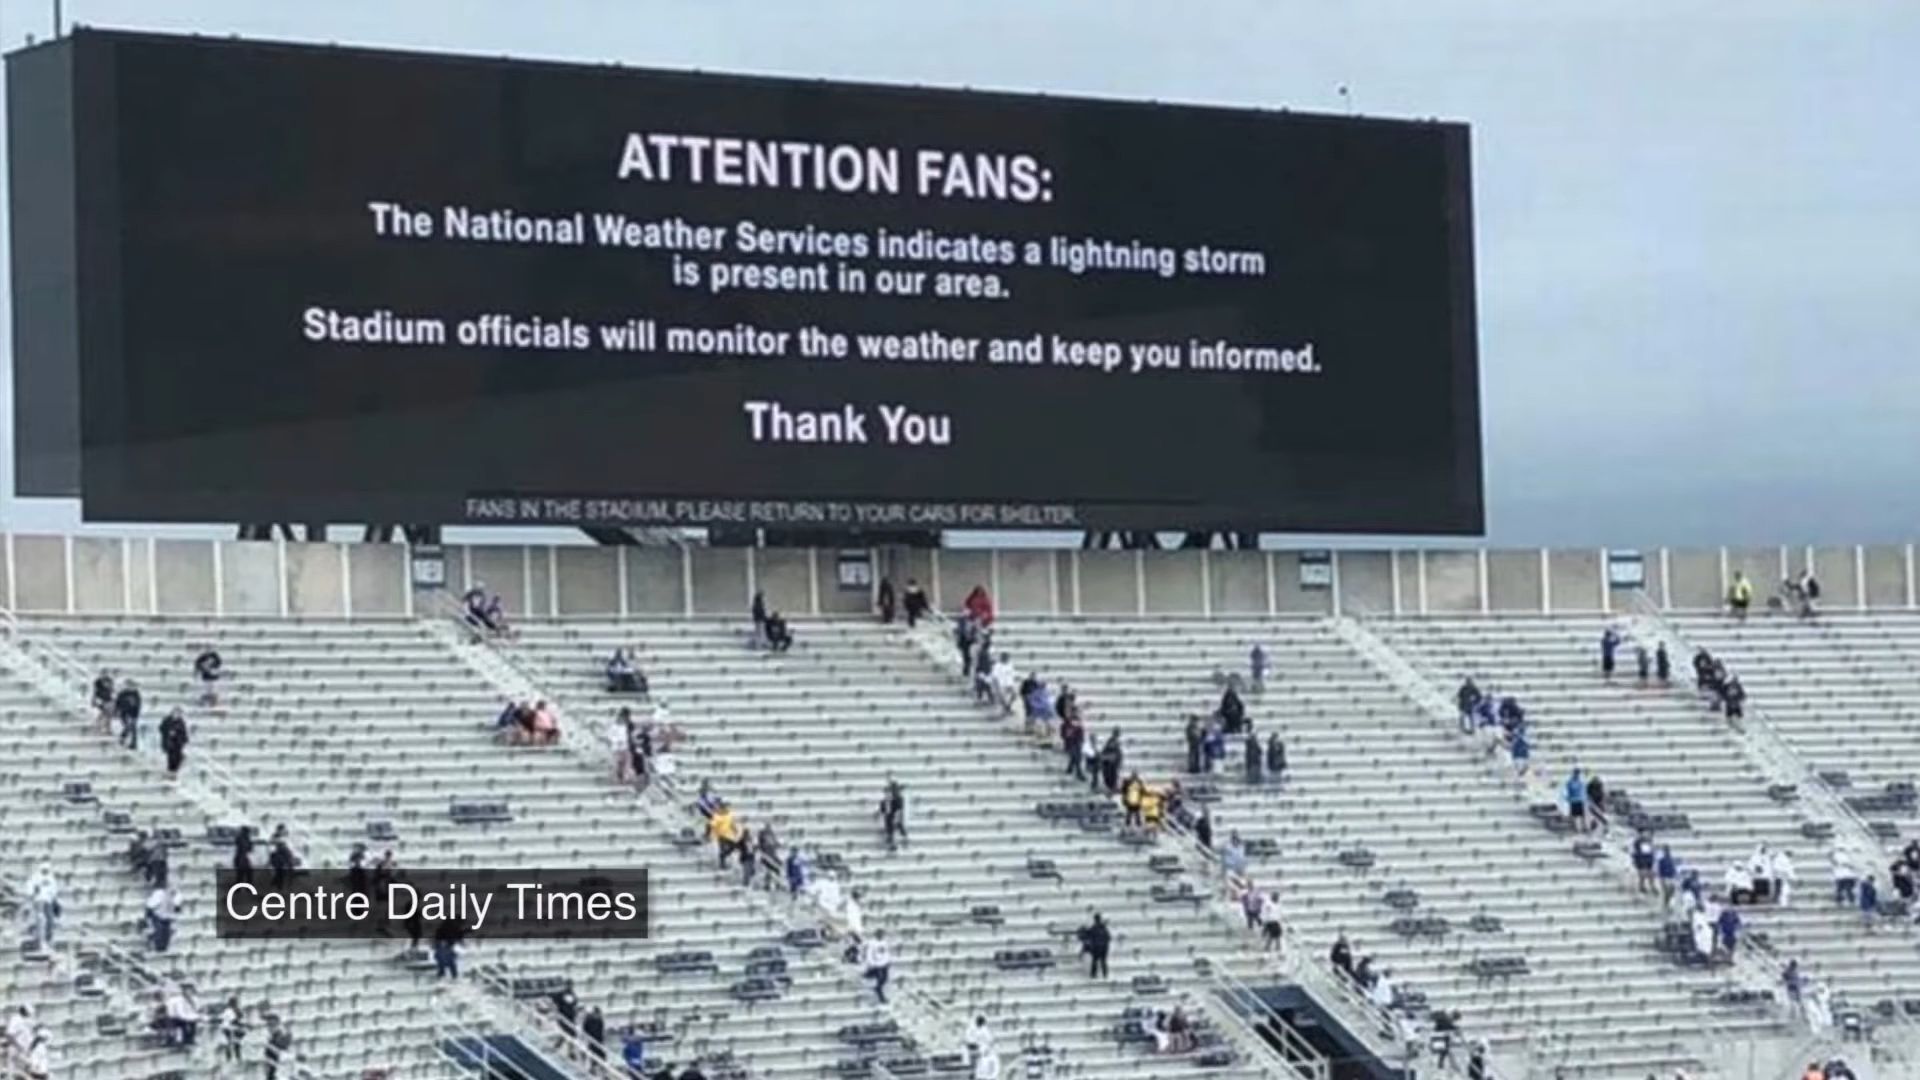 ATTENTION FANS:
The National Weather Services indicates a lightning storm
is present in our area.
Stadium officials will monitor the weather and keep you informed.
Thank You
FANS IN THE STADIUM, PLEASE RETURN TO YOUR CARS FOR SHELTER.
Centre Daily Times